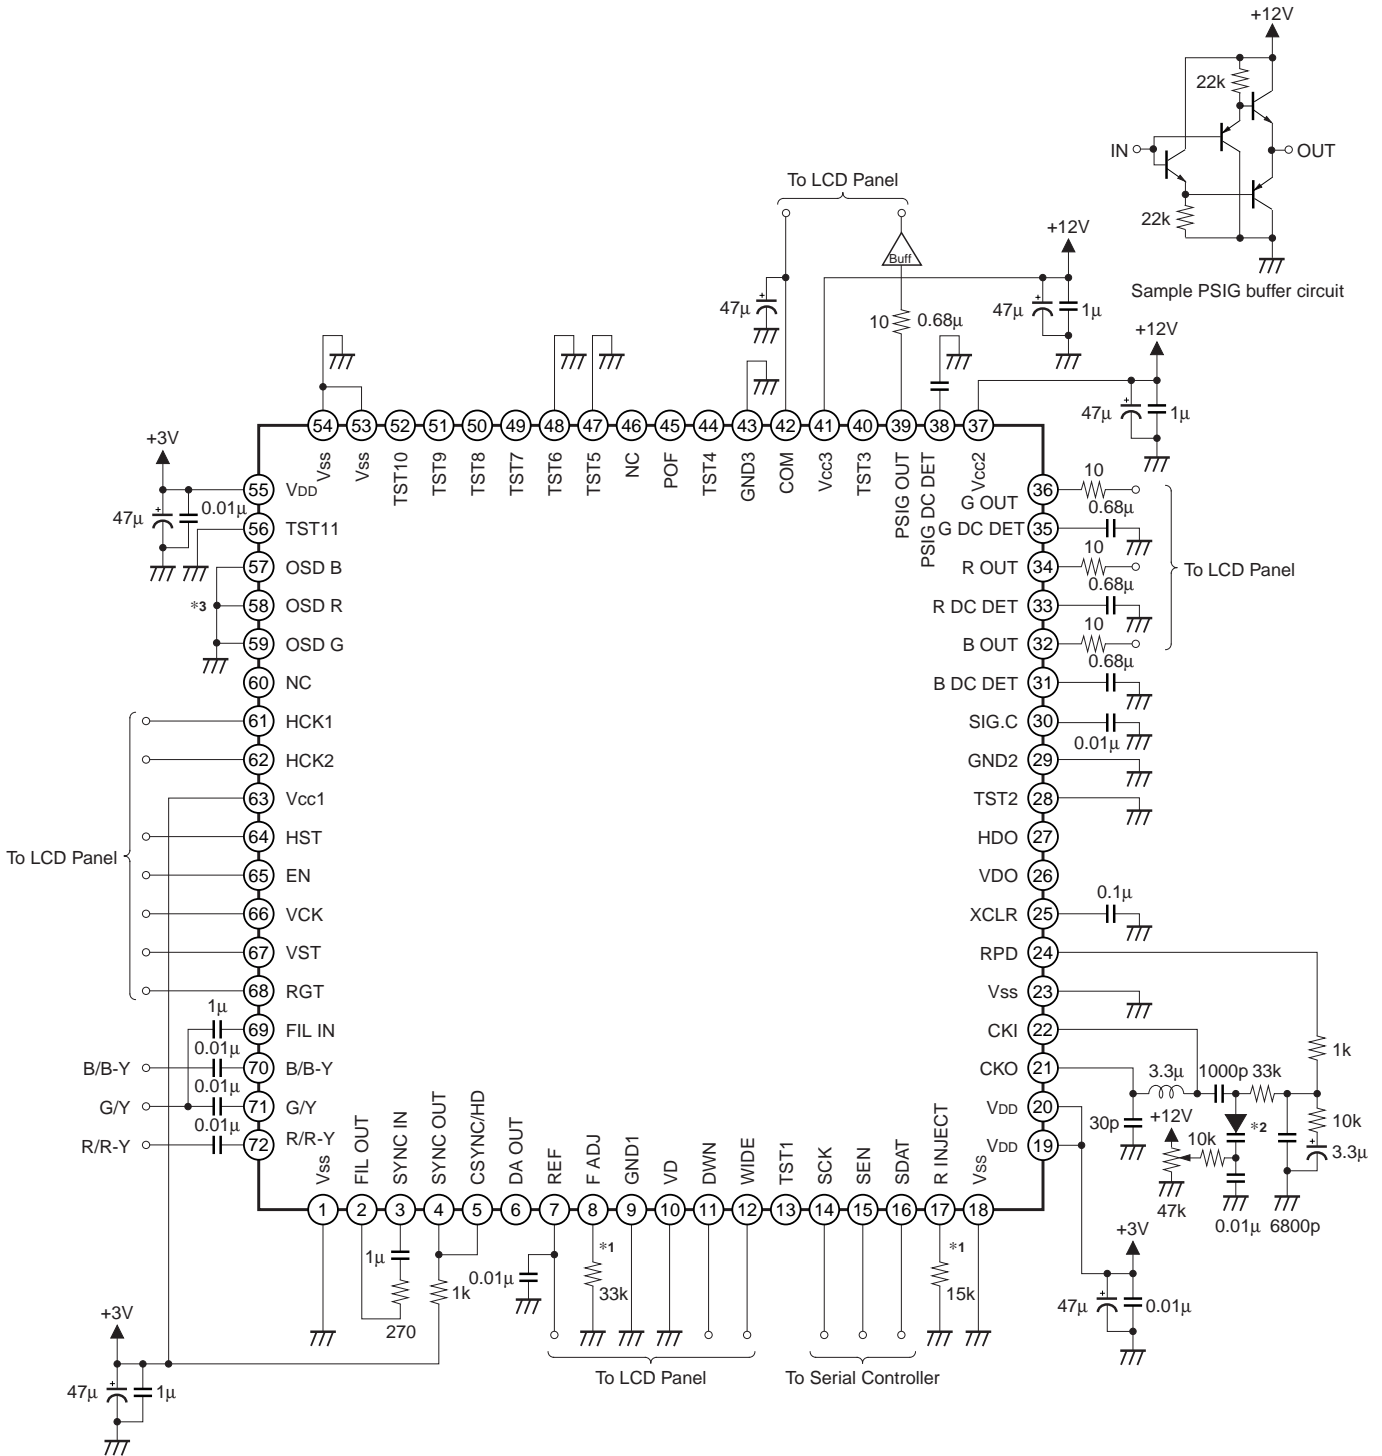 +12V
22k
IN
OUT
22k
Sample PSIG buffer circuit
To LCD Panel
Buff
+12V
47μ
+
10
0.68μ
47μ
+
1μ
+12V
47μ
+
1μ
54 53 52 51 50 49 48 47 46 45 44 43 42 41 40 39 38 37
Vss
Vss
TST10
TST9
TST8
TST7
TST6
TST5
NC
POF
TST4
GND3
COM
Vcc3
TST3
PSIG OUT
PSIG DC DET
Vcc2
+3V
47μ
+
0.01μ
55 VDD
56 TST11
57 OSD B
*3
58 OSD R
59 OSD G
60 NC
61 HCK1
62 HCK2
63 Vcc1
64 HST
To LCD Panel
65 EN
66 VCK
67 VST
68 RGT
1μ
69 FIL IN
0.01μ
B/B-Y
70 B/B-Y
0.01μ
G/Y
71 G/Y
0.01μ
R/R-Y
72 R/R-Y
G OUT 36
10
0.68μ
G DC DET 35
10
R OUT 34
To LCD Panel
0.68μ
R DC DET 33
10
B OUT 32
0.68μ
B DC DET 31
SIG.C 30
0.01μ
GND2 29
TST2 28
HDO 27
VDO 26
XCLR 25
0.1μ
RPD 24
Vss 23
CKI 22
1k
CKO 21
3.3μ
1000p
33k
VDD 20
30p
+12V
*2
10k
10k
3.3μ
VDD 19
47k
0.01μ
6800p
+3V
47μ
+
0.01μ
Vss
FIL OUT
SYNC IN
SYNC OUT
CSYNC/HD
DA OUT
REF
F ADJ
GND1
VD
DWN
WIDE
TST1
SCK
SEN
SDAT
R INJECT
Vss
1 2 3 4 5 6 7 8 9 10 11 12 13 14 15 16 17 18
1μ
270
1k
0.01μ
*1
33k
*1
15k
To LCD Panel
To Serial Controller
+3V
47μ
+
1μ